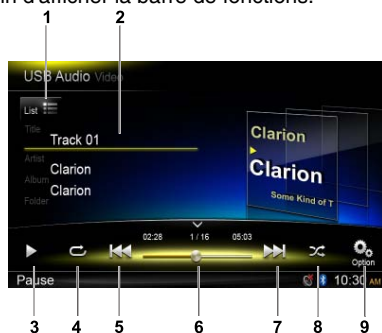 n d'afficher la barre de fonctions.
1 2
USB Audio Video
List
Title
Track 01
Artist
Clarion
Album
Clarion
Folder
Clarion
Clarion
Some Kind of T
02:28 1/16 05:03
Option
Pause
10:30 AM
3 4 5 6 7 8 9